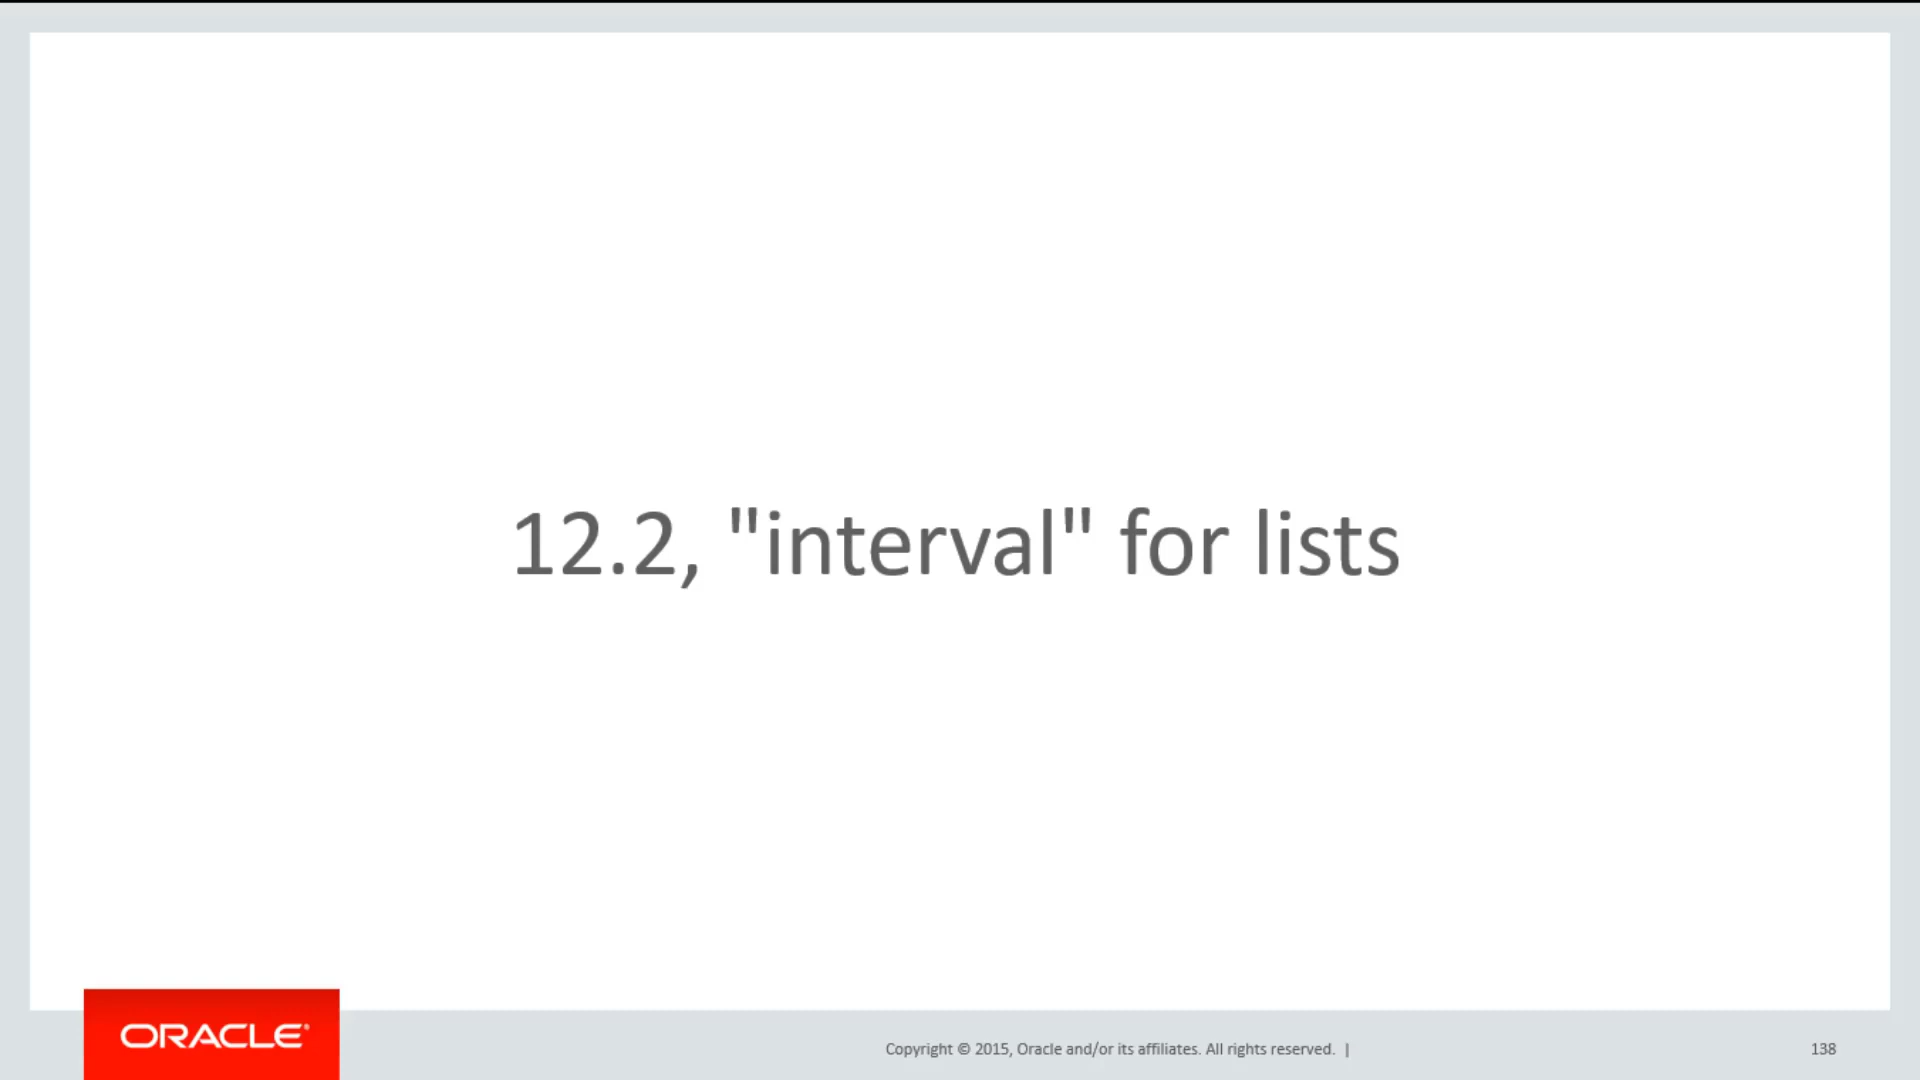 12.2, "interval" for lists
ORACLE®
Copyright © 2015, Oracle and/or its affiliates. All rights reserved. |
138